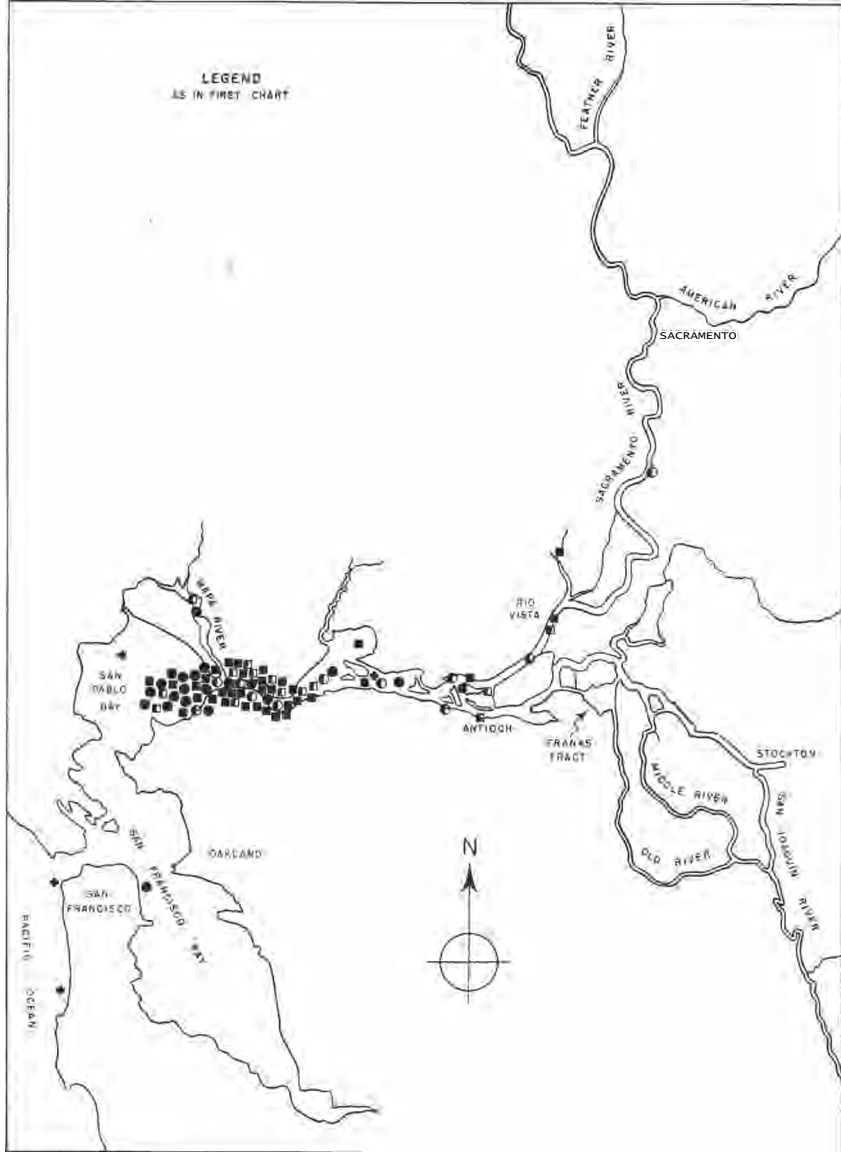 LEGEND
AS IN FIRST CHART
FEATHER RIVER
AMERICAN RIVER
SACRAMENTO
SACRAMENTO RIVER
NAPA RIVER
RIO
VISTA
SAN
PABLO
BAY
ANTIOCH
FRANKS
TRACT
STOCKTON
MIDDLE RIVER
OLD RIVER
SAN JOAQUIN RIVER
OAKLAND
SAN FRANCISCO BAY
SAN
FRANCISCO
PACIFIC OCEAN
N